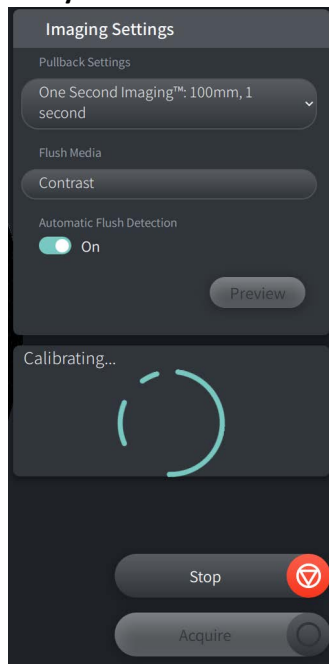 Imaging Settings
Pullback Settings
One Second Imaging™: 100mm, 1
second
Flush Media
Contrast
Automatic Flush Detection
On
Preview
Calibrating...
Stop
Acquire